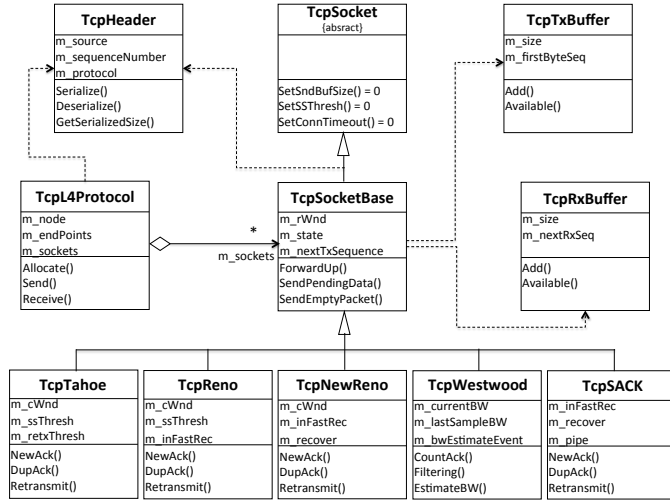 TcpHeader
m_source
m_sequenceNumber
m_protocol
Serialize()
Deserialize()
GetSerializedSize()
TcpSocket
{absract}
SetSndBufSize() = 0
SetSSThresh() = 0
SetConnTimeout() = 0
TcpTxBuffer
m_size
m_firstByteSeq
Add()
Available()
TcpL4Protocol
m_node
m_endPoints
m_sockets
Allocate()
Send()
Receive()
*
m_sockets
TcpSocketBase
m_rWnd
m_state
m_nextTxSequence
ForwardUp()
SendPendingData()
SendEmptyPacket()
TcpRxBuffer
m_size
m_nextRxSeq
Add()
Available()
TcpTahoe
m_cWnd
m_ssThresh
m_retxThresh
NewAck()
DupAck()
Retransmit()
TcpReno
m_cWnd
m_ssThresh
m_inFastRec
NewAck()
DupAck()
Retransmit()
TcpNewReno
m_cWnd
m_inFastRec
m_recover
NewAck()
DupAck()
Retransmit()
TcpWestwood
m_currentBW
m_lastSampleBW
m_bwEstimateEvent
CountAck()
Filtering()
EstimateBW()
TcpSACK
m_inFastRec
m_recover
m_pipe
NewAck()
DupAck()
Retransmit()